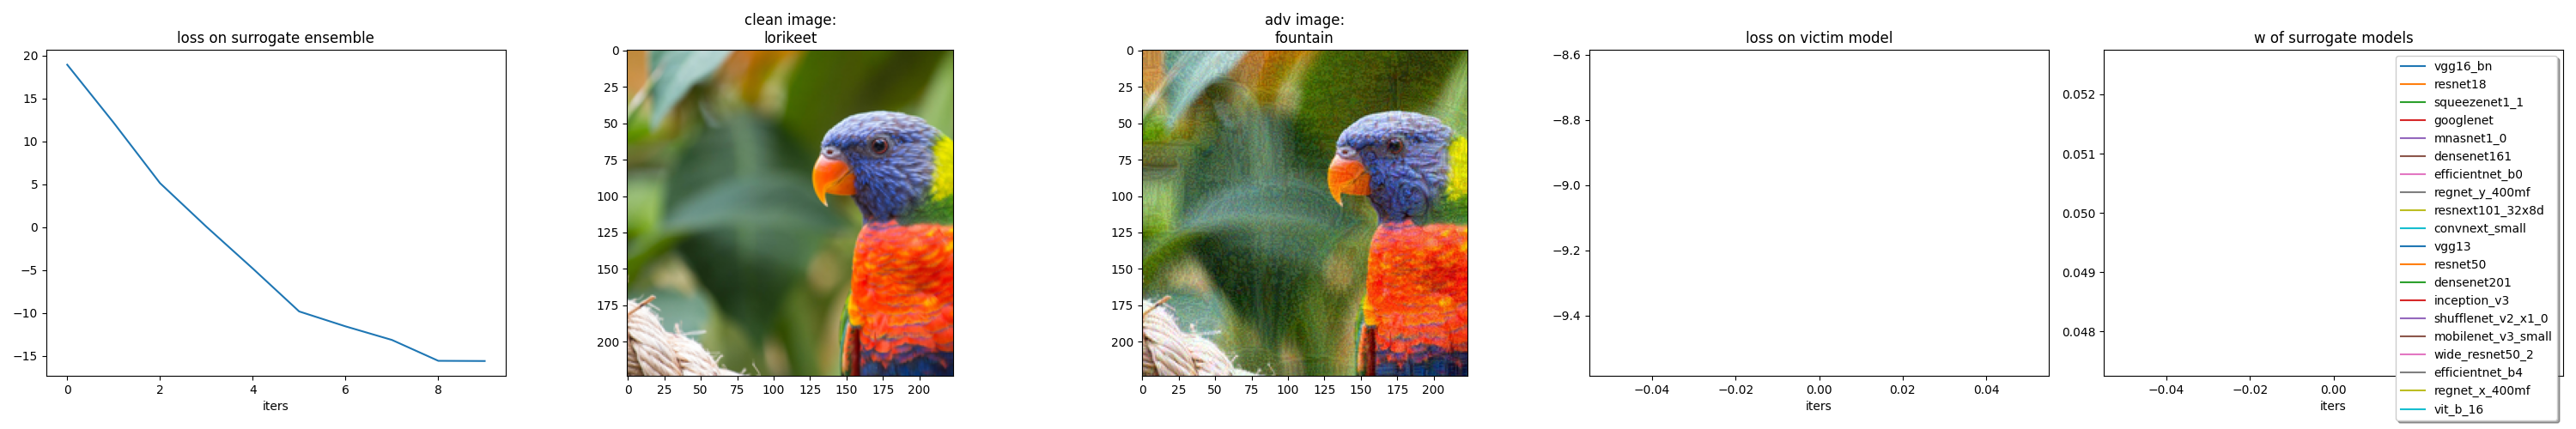 loss on surrogate ensemble
20
15
10
5
0
−5
−10
−15
0 2 4 6 8
iters
clean image:
lorikeet
0
25
50
75
100
125
150
175
200
0 25 50 75 100 125 150 175 200
adv image:
fountain
0
25
50
75
100
125
150
175
200
0 25 50 75 100 125 150 175 200
loss on victim model
−8.6
−8.8
−9.0
−9.2
−9.4
−0.04 −0.02 0.00 0.02 0.04
iters
w of surrogate models
0.052
0.051
0.050
0.049
0.048
−0.04 −0.02 0.00
iters
vgg16_bn
resnet18
squeezenet1_1
googlenet
mnasnet1_0
densenet161
efficientnet_b0
regnet_y_400mf
resnext101_32x8d
convnext_small
vgg13
resnet50
densenet201
inception_v3
shufflenet_v2_x1_0
mobilenet_v3_small
wide_resnet50_2
efficientnet_b4
regnet_x_400mf
vit_b_16